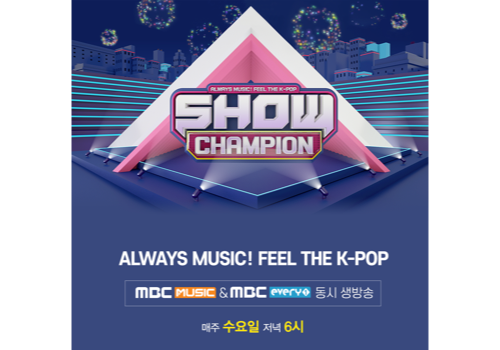 ALWAYS MUSIC! FEEL THE K-POP
SHOW
CHAMPION
ALWAYS MUSIC! FEEL THE K-POP
MBC MUSIC & MBC every1 동시 생방송
매주 수요일 저녁 6시